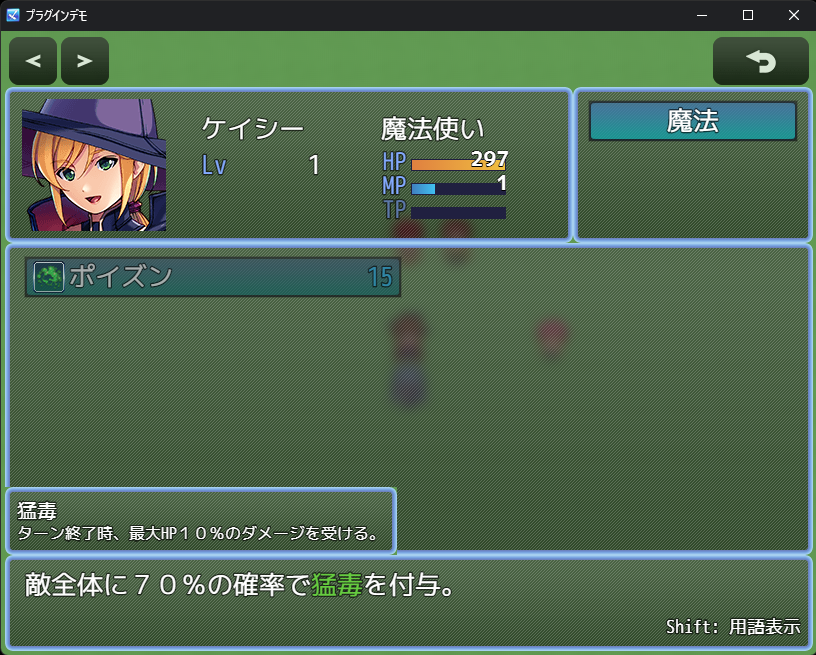 プラグインデモ
<
>
ケイシー
魔法使い
魔法
Lv 1
HP 297
MP 1
TP
ポイズン 15
猛毒
ターン終了時、最大HP１０％のダメージを受ける。
敵全体に７０％の確率で猛毒を付与。
Shift: 用語表示